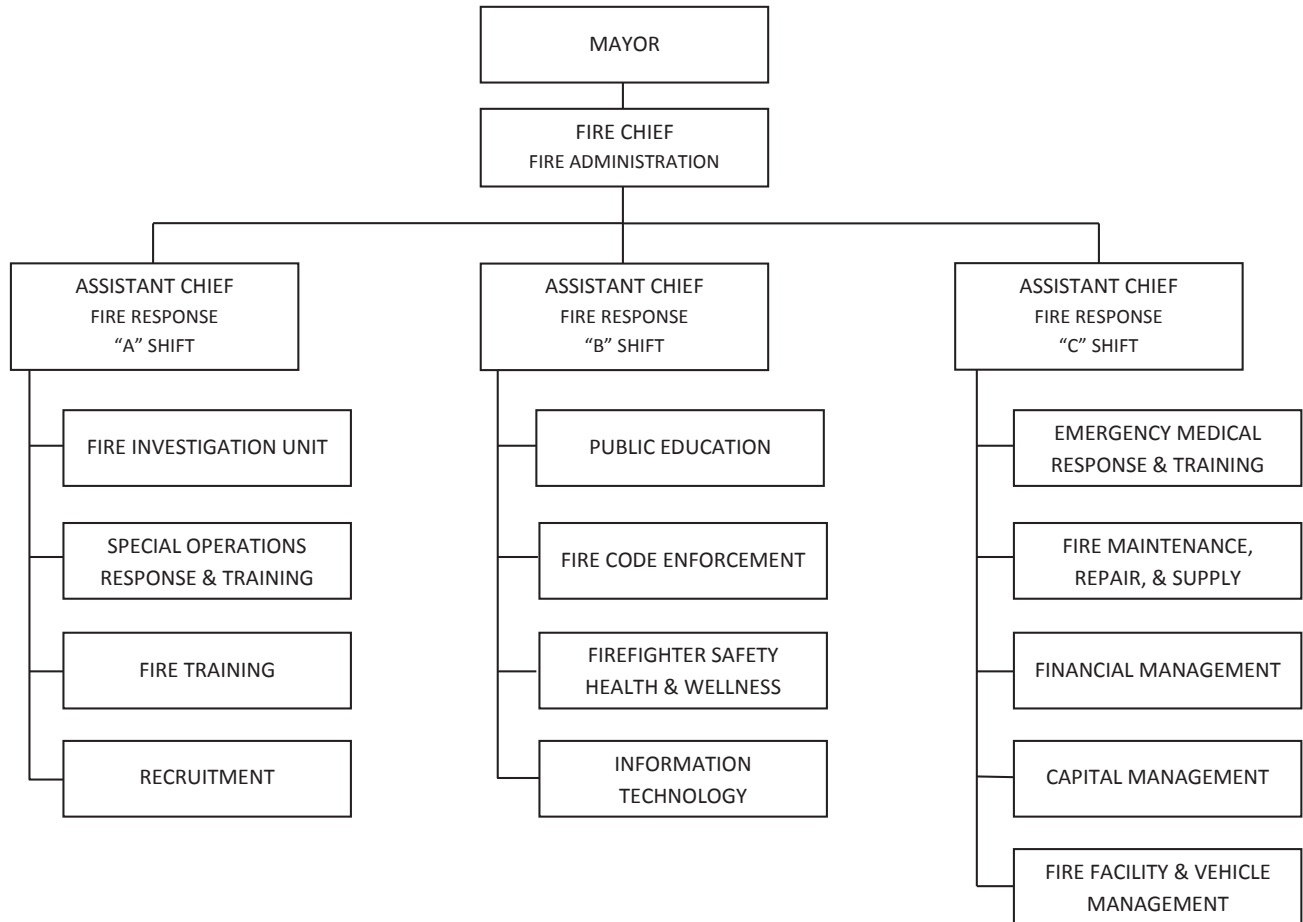 MAYOR
FIRE CHIEF
FIRE ADMINISTRATION
ASSISTANT CHIEF
FIRE RESPONSE
“A” SHIFT
FIRE INVESTIGATION UNIT
SPECIAL OPERATIONS
RESPONSE & TRAINING
FIRE TRAINING
RECRUITMENT
ASSISTANT CHIEF
FIRE RESPONSE
“B” SHIFT
PUBLIC EDUCATION
FIRE CODE ENFORCEMENT
FIREFIGHTER SAFETY
HEALTH & WELLNESS
INFORMATION
TECHNOLOGY
ASSISTANT CHIEF
FIRE RESPONSE
“C” SHIFT
EMERGENCY MEDICAL
RESPONSE & TRAINING
FIRE MAINTENANCE,
REPAIR, & SUPPLY
FINANCIAL MANAGEMENT
CAPITAL MANAGEMENT
FIRE FACILITY & VEHICLE
MANAGEMENT